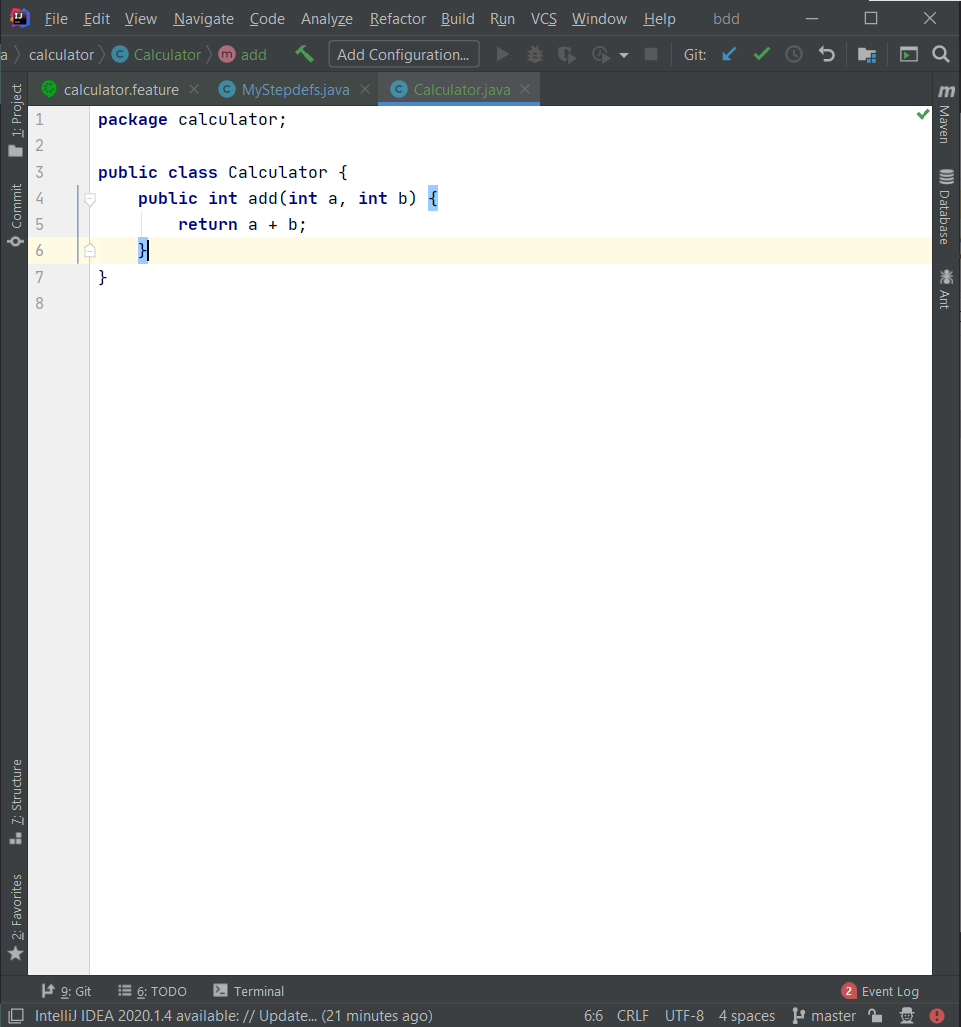 File Edit View Navigate Code Analyze Refactor Build Run VCS Window Help bdd
a calculator Calculator m add Add Configuration... Git:
calculator.feature C MyStepdefs.java C Calculator.java
1 package calculator;
2
3 public class Calculator {
4 public int add(int a, int b) {
5 return a + b;
6 }
7 }
8
1: Project
Commit
7: Structure
2: Favorites
m Maven
Database
Ant
9: Git 6: TODO Terminal 2 Event Log
IntelliJ IDEA 2020.1.4 available: // Update... (21 minutes ago) 6:6 CRLF UTF-8 4 spaces master